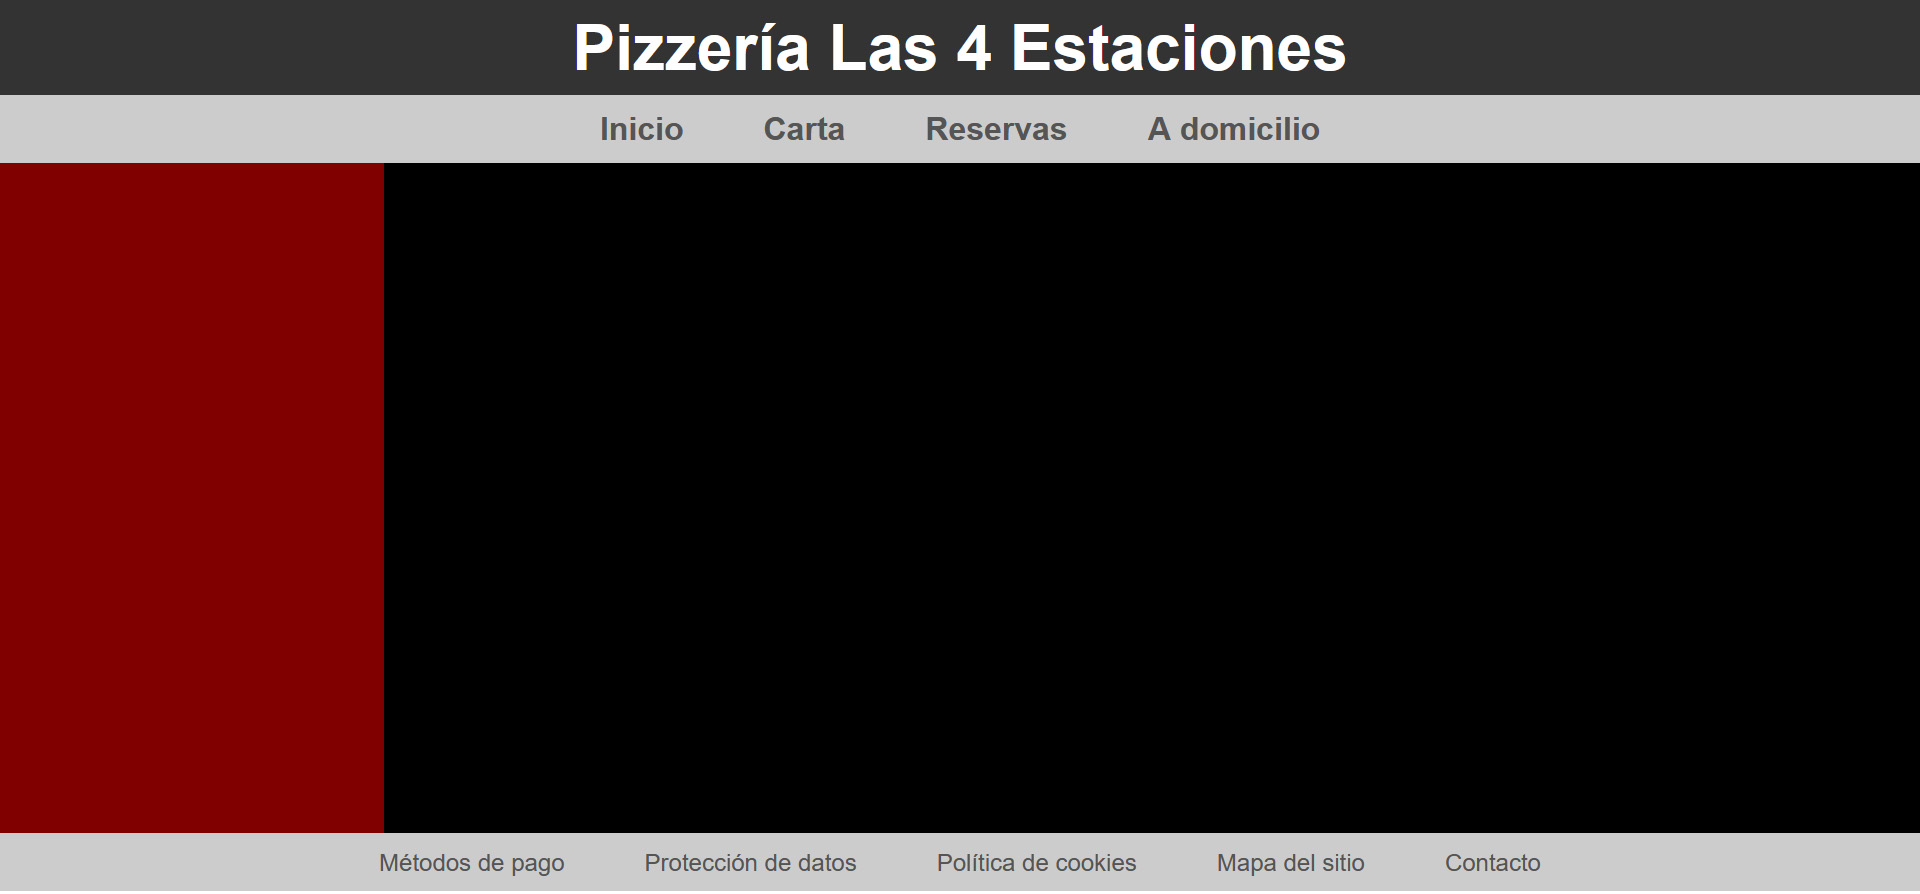 Pizzería Las 4 Estaciones
Inicio Carta Reservas A domicilio
Métodos de pago Protección de datos Política de cookies Mapa del sitio Contacto